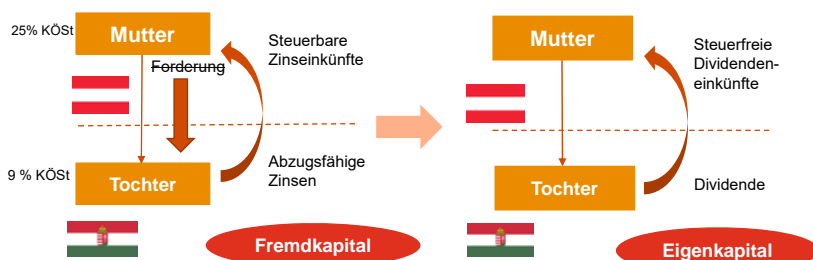 25% KÖSt
Mutter
Forderung
Steuerbare
Zinseinkünfte
9 % KÖSt
Tochter
Abzugsfähige
Zinsen
Fremdkapital
Mutter
Steuerfreie
Dividenden-
einkünfte
Tochter
Dividende
Eigenkapital